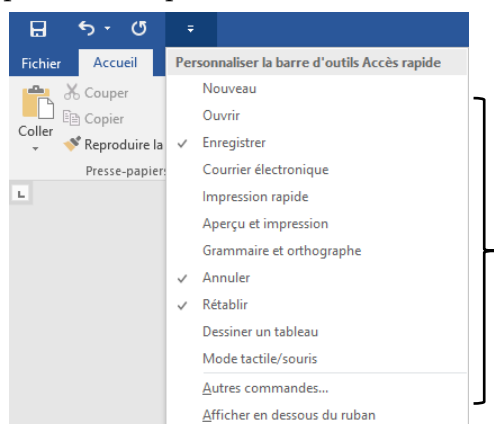 Fichier Accueil Personnaliser la barre d'outils Accès rapide
Couper Nouveau
Copier Ouvrir
Coller
Reproduire la Enregistrer
Presse-papiers Courrier électronique
Impression rapide
Aperçu et impression
Grammaire et orthographe
Annuler
Rétablir
Dessiner un tableau
Mode tactile/souris
Autres commandes...
Afficher en dessous du ruban